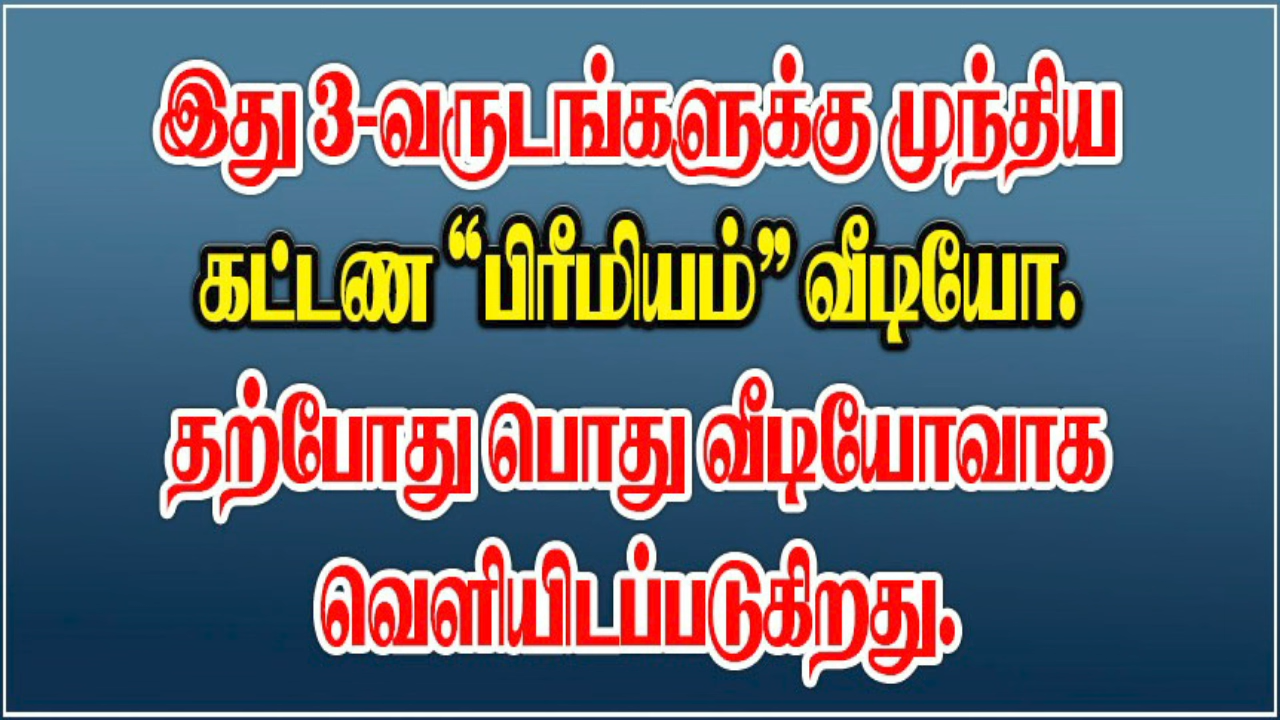 இது 3-வருடங்களுக்கு முந்திய
கட்டண “பிரீமியம்” வீடியோ.
தற்போது பொது வீடியோவாக
வெளியிடப்படுகிறது.